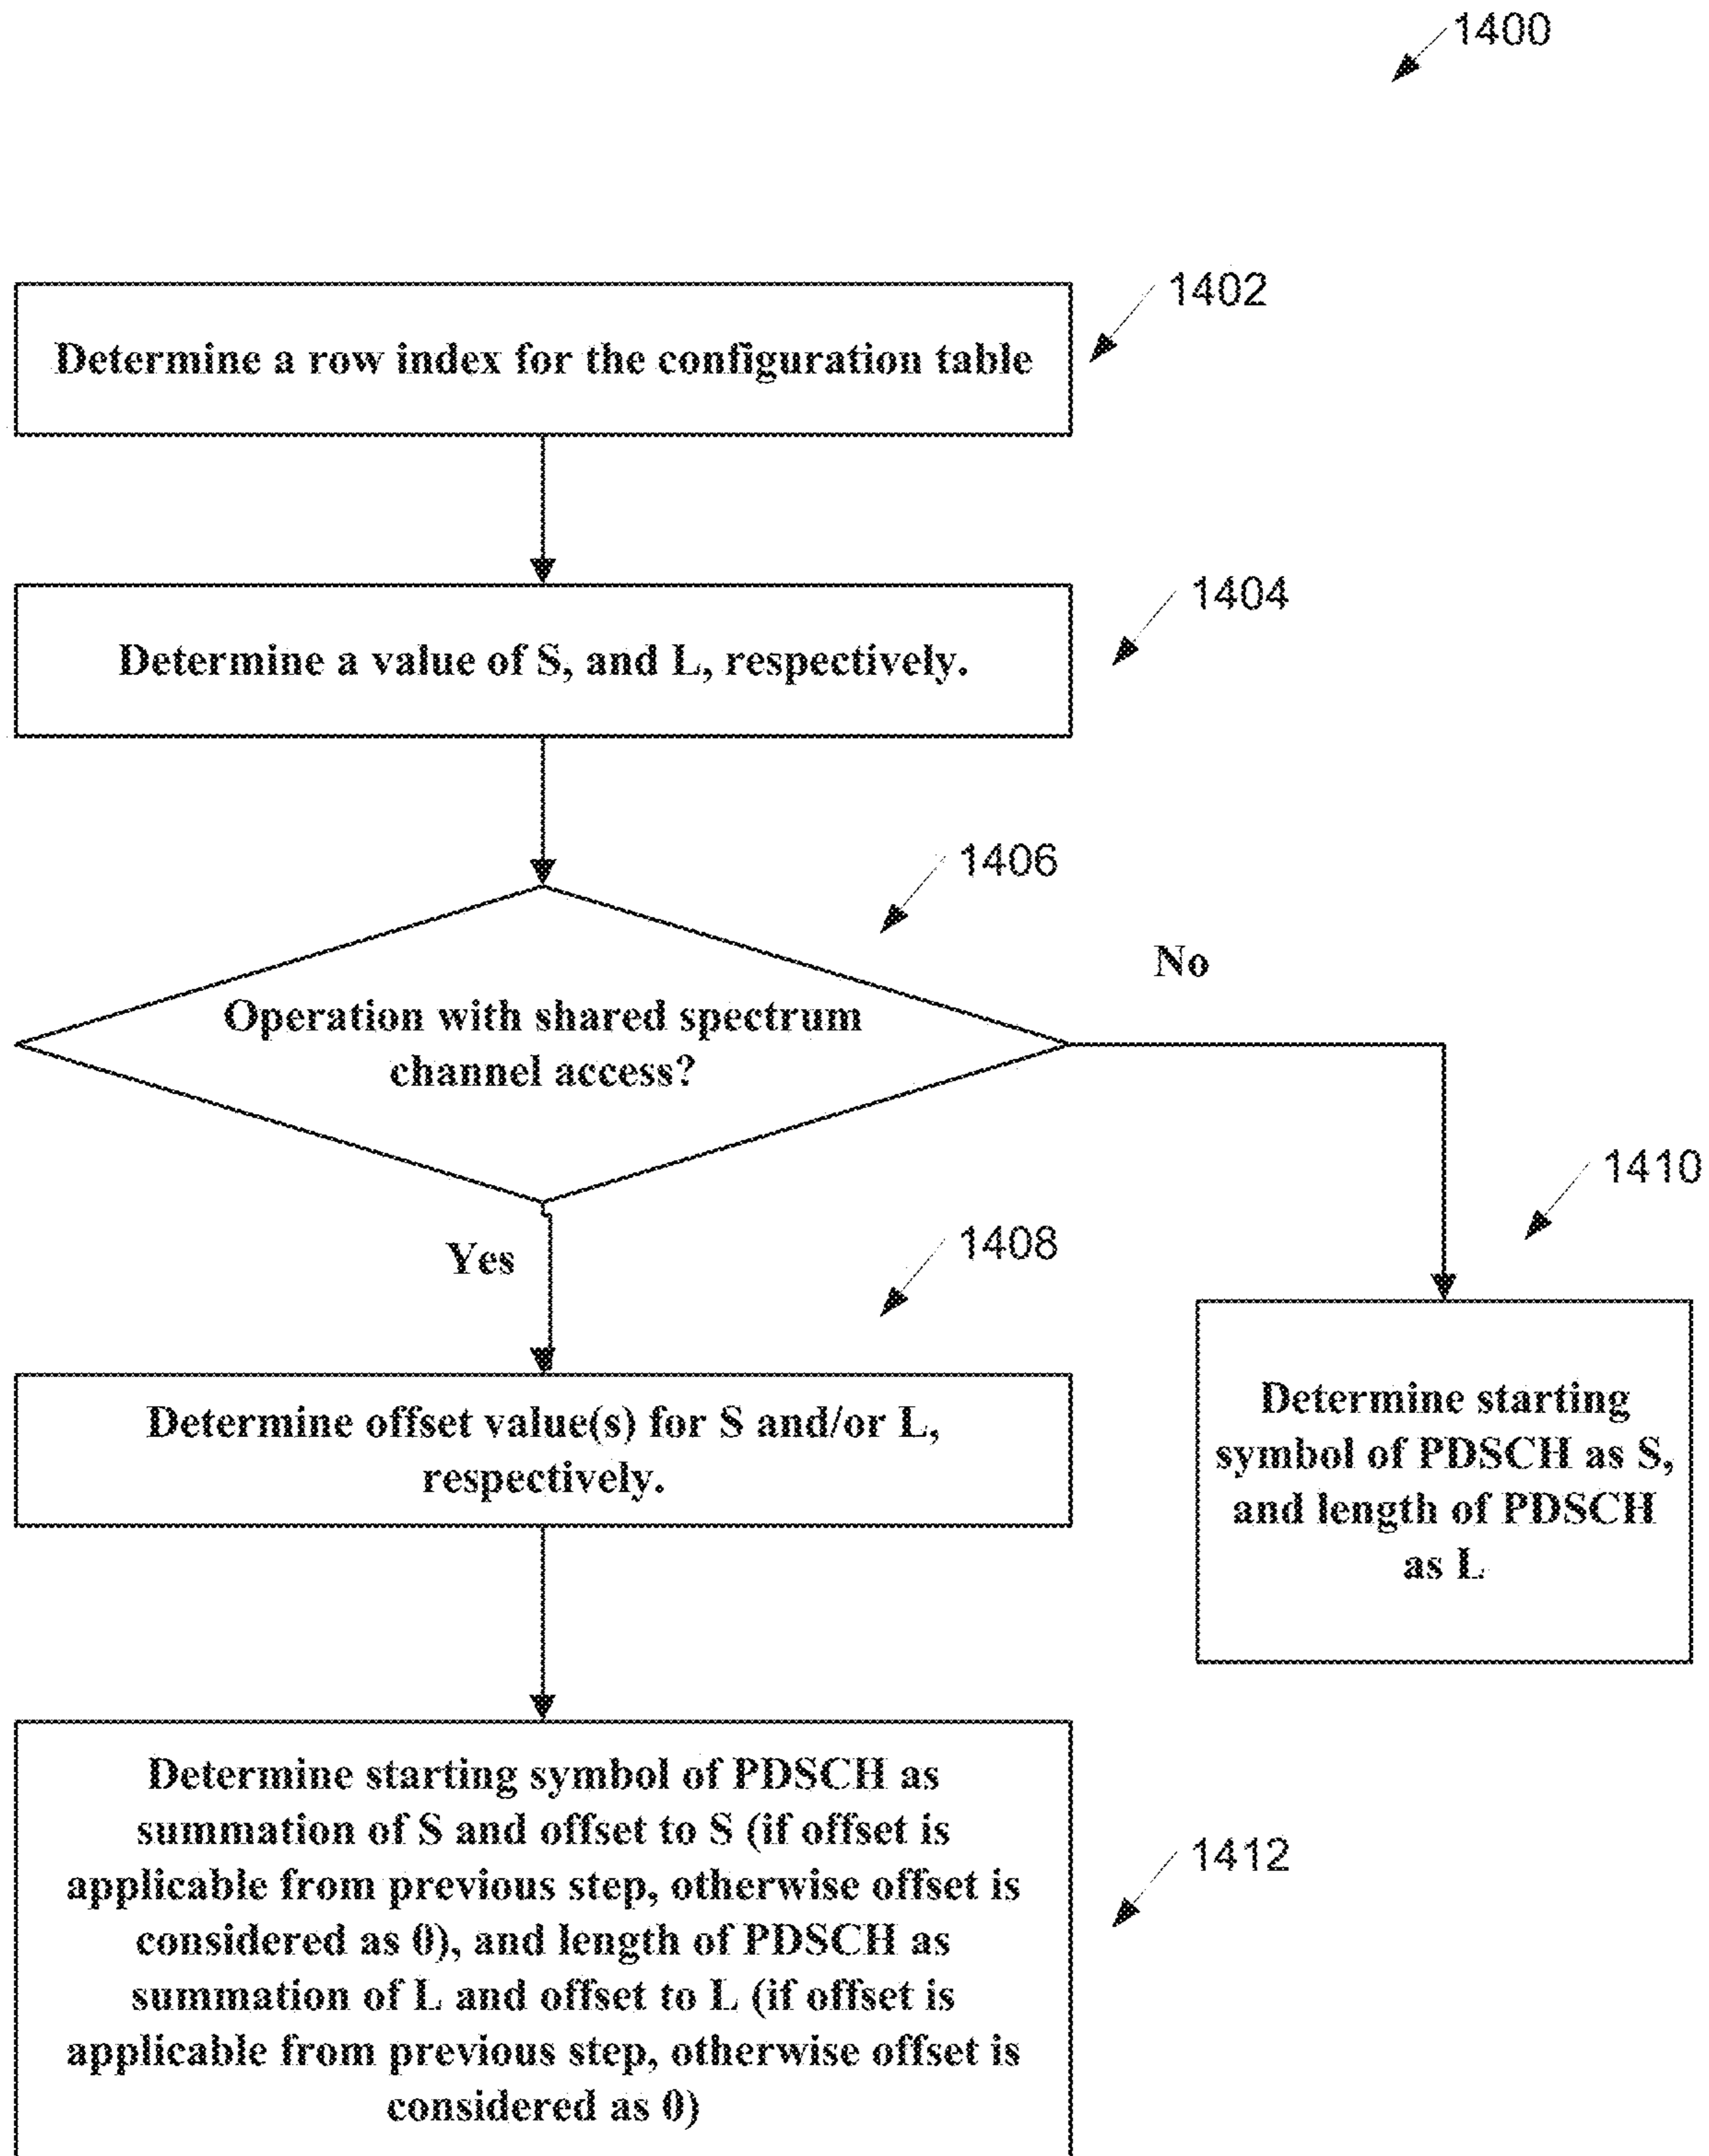 1400
1402
Determine a row index for the configuration table
1404
Determine a value of S, and L, respectively.
1406
No
Operation with shared spectrum
channel access?
1410
Yes
1408
Determine starting
symbol of PDSCH as S,
and length of PDSCH
as L
Determine offset value(s) for S and/or L,
respectively.
Determine starting symbol of PDSCH as
summation of S and offset to S (if offset is
applicable from previous step, otherwise offset is
considered as 0), and length of PDSCH as
summation of L and offset to L (if offset is
applicable from previous step, otherwise offset is
considered as 0)
1412